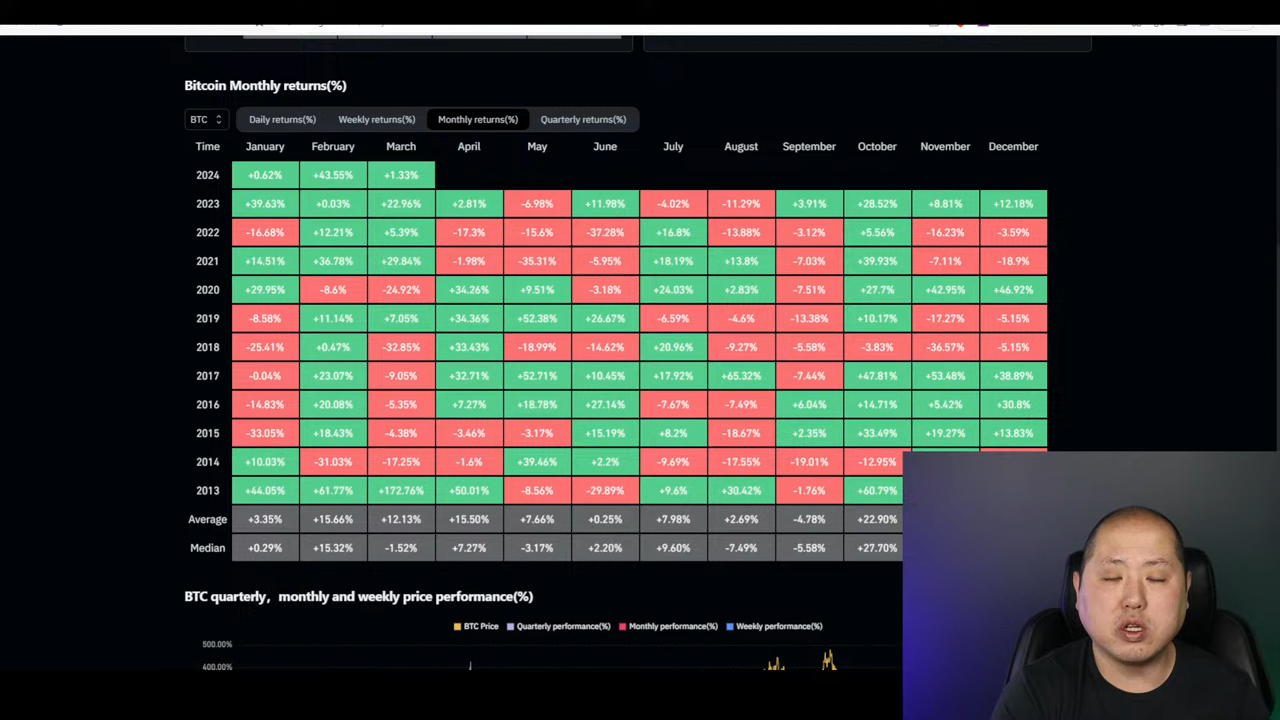 Bitcoin Monthly returns(%)
BTC Daily returns(%) Weekly returns(%) Monthly returns(%) Quarterly returns(%)
Time January February March April May June July August September October November December
2024 +0.62% +43.55% +1.33%
2023 +39.63% +0.03% +22.96% +2.81% -6.98% +11.98% -4.02% -11.29% +3.91% +28.52% +8.81% +12.18%
2022 -16.68% +12.21% +5.39% -17.3% -15.6% -37.28% +16.8% -13.88% -3.12% +5.56% -16.23% -3.59%
2021 +14.51% +36.78% +29.84% -1.98% -35.31% -5.95% +18.19% +13.8% -7.03% +39.93% -7.11% -18.9%
2020 +29.95% -8.6% -24.92% +34.26% +9.51% -3.18% +24.03% +2.83% -7.51% +27.7% +42.95% +46.92%
2019 -8.58% +11.14% +7.05% +34.36% +52.38% +26.67% -6.59% -4.6% -13.38% +10.17% -17.27% -5.15%
2018 -25.41% +0.47% -32.85% +33.43% -18.99% -14.62% +20.96% -9.27% -5.58% -3.83% -36.57% -5.15%
2017 -0.04% +23.07% -9.05% +32.71% +52.71% +10.45% +17.92% +65.32% -7.44% +47.81% +53.48% +38.89%
2016 -14.83% +20.08% -5.35% +7.27% +18.78% +27.14% -7.67% -7.49% +6.04% +14.71% +5.42% +30.8%
2015 -33.05% +18.43% -4.38% -3.46% -3.17% +15.19% +8.2% -18.67% +2.35% +33.49% +19.27% +13.83%
2014 +10.03% -31.03% -17.25% -1.6% +39.46% +2.2% -9.69% -17.55% -19.01% -12.95%
2013 +44.05% +61.77% +172.76% +50.01% -8.56% -29.89% +9.6% +30.42% -1.76% +60.79%
Average +3.35% +15.66% +12.13% +15.50% +7.66% +0.25% +7.98% +2.69% -4.78% +22.90%
Median +0.29% +15.32% -1.52% +7.27% -3.17% +2.20% +9.60% -7.49% -5.58% +27.70%
BTC quarterly，monthly and weekly price performance(%)
BTC Price Quarterly performance(%) Monthly performance(%) Weekly performance(%)
500.00%
400.00%